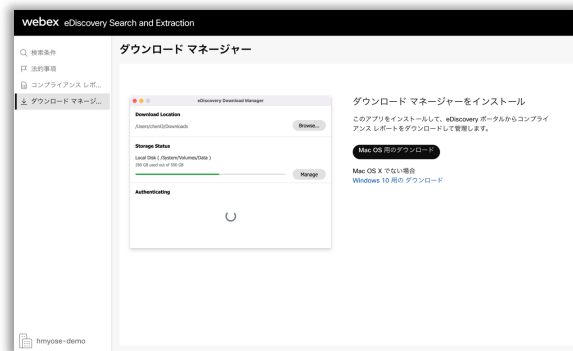 webex eDiscovery Search and Extraction
検索条件
法的事項
コンプライアンス レポ...
ダウンロード マネージ...
ダウンロード マネージャー
eDiscovery Download Manager
Download Location
/Users/chent3/Downloads
Browse...
Storage Status
Local Disk ( /System/Volumes/Data )
280 GB used out of 500 GB
Manage
Authenticating
ダウンロード マネージャーをインストール
このアプリをインストールして、eDiscovery ポータルからコンプライ
アンス レポートをダウンロードして管理します。
Mac OS 用のダウンロード
Mac OS X でない場合
Windows 10 用の ダウンロード
hmyose-demo